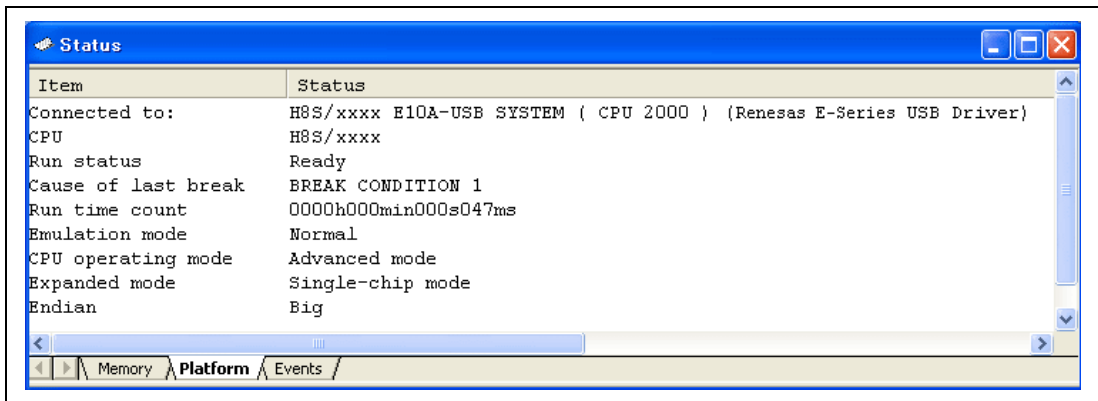 Status
Item Status
Connected to: H8S/xxxx E10A-USB SYSTEM ( CPU 2000 ) (Renesas E-Series USB Driver)
CPU H8S/xxxx
Run status Ready
Cause of last break BREAK CONDITION 1
Run time count 0000h000min000s047ms
Emulation mode Normal
CPU operating mode Advanced mode
Expanded mode Single-chip mode
Endian Big
Memory Platform Events